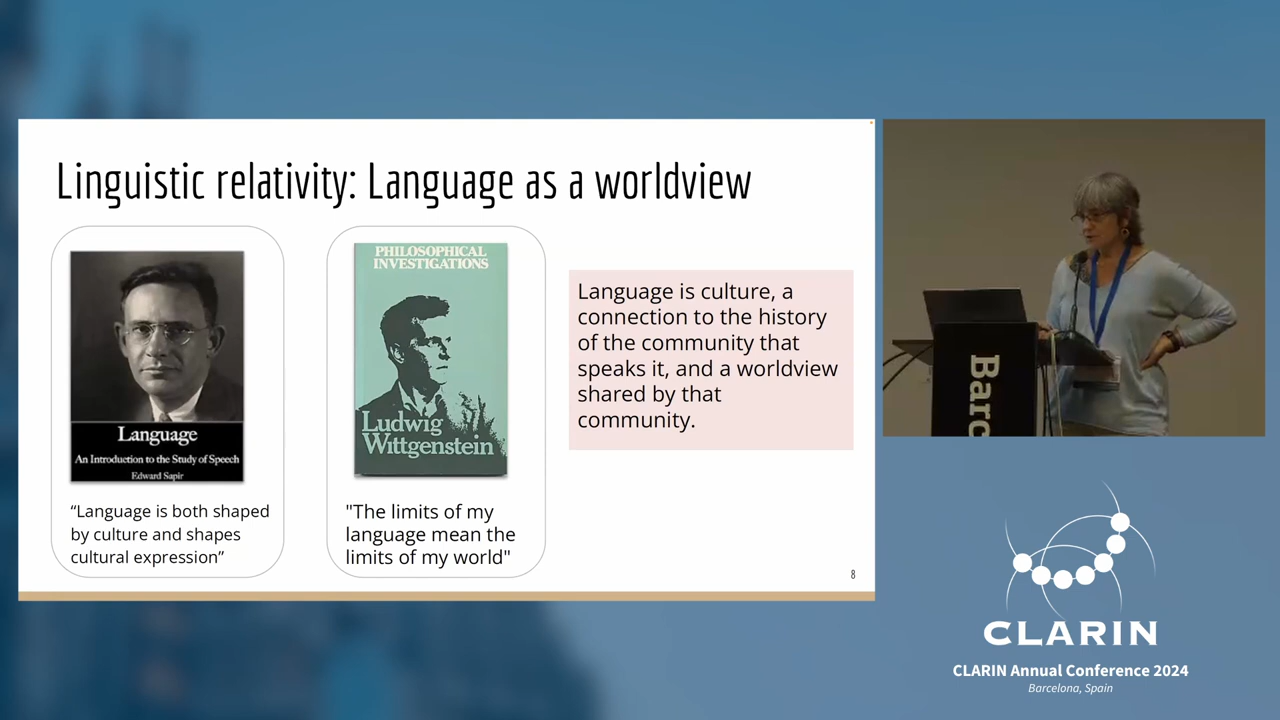 Linguistic relativity: Language as a worldview
Language
An Introduction to the Study of Speech
Edward Sapir
“Language is both shaped
by culture and shapes
cultural expression”
PHILOSOPHICAL
INVESTIGATIONS
Ludwig
Wittgenstein
"The limits of my
language mean the
limits of my world"
Language is culture, a
connection to the history
of the community that
speaks it, and a worldview
shared by that
community.
8
Barc
CLARIN
CLARIN Annual Conference 2024
Barcelona, Spain